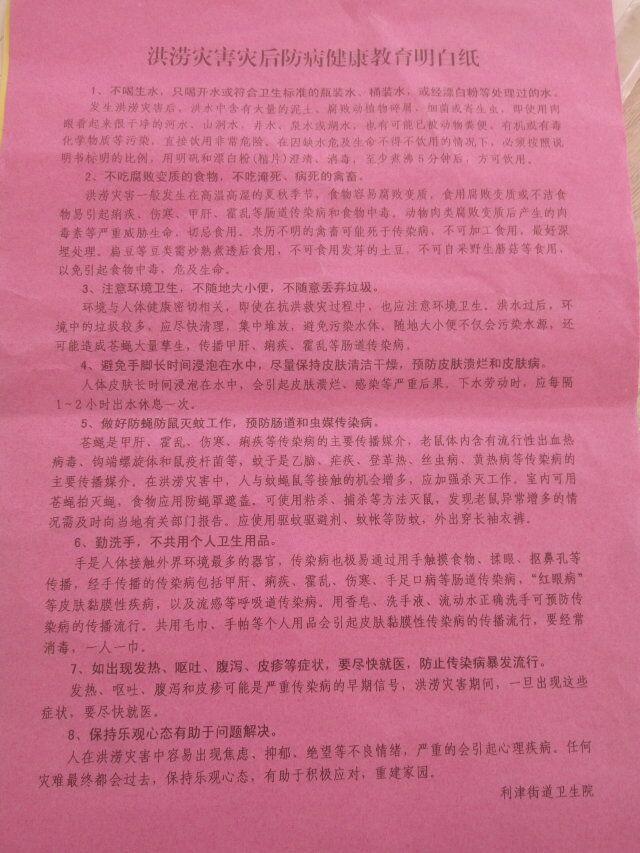 洪涝灾害灾后防病健康教育明白纸
1、不喝生水，只喝开水或符合卫生标准的瓶装水、桶装水，或经漂白粉等处理过的水。
发生洪涝灾害后，洪水中含有大量的泥土、腐败动植物碎屑、细菌或寄生虫，即使用肉
眼看起来很干净的河水、山涧水，井水、泉水或湖水，也有可能已被动物粪便、有机或有毒
化学物质等污染，直接饮用非常危险。在因缺水危及生命不得不饮用的情况下，必须按照说
明书标明的比例，用明矾和漂白粉(精片)澄清、消毒，至少煮沸5分钟后，方可饮用。
2、不吃腐败变质的食物，不吃淹死、病死的禽畜。
洪涝灾害一般发生在高温高湿的夏秋季节，食物容易腐败变质，食用腐败变质或不洁食
物易引起痢疾、伤寒、甲肝、霍乱等肠道传染病和食物中毒。动物肉类腐败变质后产生的肉
毒毒素等严重威胁生命，切忌食用。来历不明的禽畜可能死于传染病，不可加工食用，最好深
埋处理。扁豆等豆类需炒熟煮透后食用，不可食用发芽的土豆，不可自采野生蘑菇等食用，
以免引起食物中毒，危及生命。
3、注意环境卫生，不随地大小便，不随意丢弃垃圾。
环境与人体健康密切相关，即使在抗洪救灾过程中，也应注意环境卫生。洪水过后，环
境中的垃圾较多，应尽快清理，集中堆放，避免污染水体。随地大小便不仅会污染水源，还
可能造成苍蝇大量孳生，传播甲肝、痢疾、霍乱等肠道传染病。
4、避免手脚长时间浸泡在水中，尽量保持皮肤清洁干燥，预防皮肤溃烂和皮肤病。
人体皮肤长时间浸泡在水中，会引起皮肤溃烂、感染等严重后果。下水劳动时，应每隔
1～2小时出水休息一次。
5、做好防蝇防鼠灭蚊工作，预防肠道和虫媒传染病。
苍蝇是甲肝、霍乱、伤寒、痢疾等传染病的主要传播媒介，老鼠体内含有流行性出血热
病毒、钩端螺旋体和鼠疫杆菌等，蚊子是乙脑、疟疾、登革热、丝虫病、黄热病等传染病的
主要传播媒介。在洪涝灾害中，人与蚊蝇鼠等接触的机会增多，应加强杀灭工作。室内可用
苍蝇拍灭蝇，食物应用防蝇罩遮盖。可使用粘杀、捕杀等方法灭鼠，发现老鼠异常增多的情
况需及时向当地有关部门报告。应使用驱蚊驱避剂、蚊帐等防蚊，外出穿长袖衣裤。
6、勤洗手，不共用个人卫生用品。
手是人体接触外界环境最多的器官，传染病也极易通过用手触摸食物、揉眼、抠鼻孔等
传播，经手传播的传染病包括甲肝、痢疾、霍乱、伤寒、手足口病等肠道传染病，“红眼病”
等皮肤黏膜性疾病，以及流感等呼吸道传染病。用香皂、洗手液、流动水正确洗手可预防传
染病的传播流行。共用毛巾、手帕等个人用品会引起皮肤黏膜性传染病的传播流行，要经常
消毒，一人一巾。
7、如出现发热、呕吐、腹泻、皮疹等症状，要尽快就医，防止传染病暴发流行。
发热、呕吐、腹泻和皮疹可能是严重传染病的早期信号，洪涝灾害期间，一旦出现这些
症状，要尽快就医。
8、保持乐观心态有助于问题解决。
人在洪涝灾害中容易出现焦虑、抑郁、绝望等不良情绪，严重的会引起心理疾病。任何
灾难最终都会过去，保持乐观心态，有助于积极应对，重建家园。
利津街道卫生院